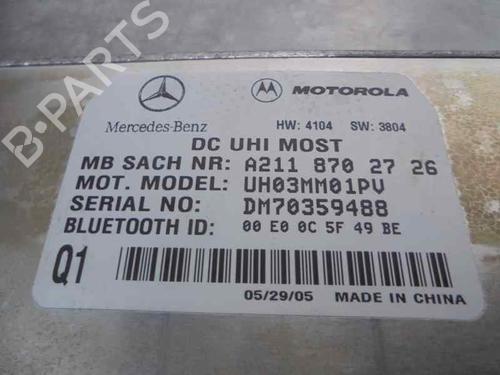 B-PARTS
Mercedes-Benz
MOTOROLA
HW: 4104 SW: 3804
DC UHI MOST
MB SACH NR: A211 870 27 26
MOT. MODEL: UH03MM01PV
SERIAL NO: DM70359488
BLUETOOTH ID: 00 E0 0C 5F 49 BE
Q1
05/29/05 MADE IN CHINA